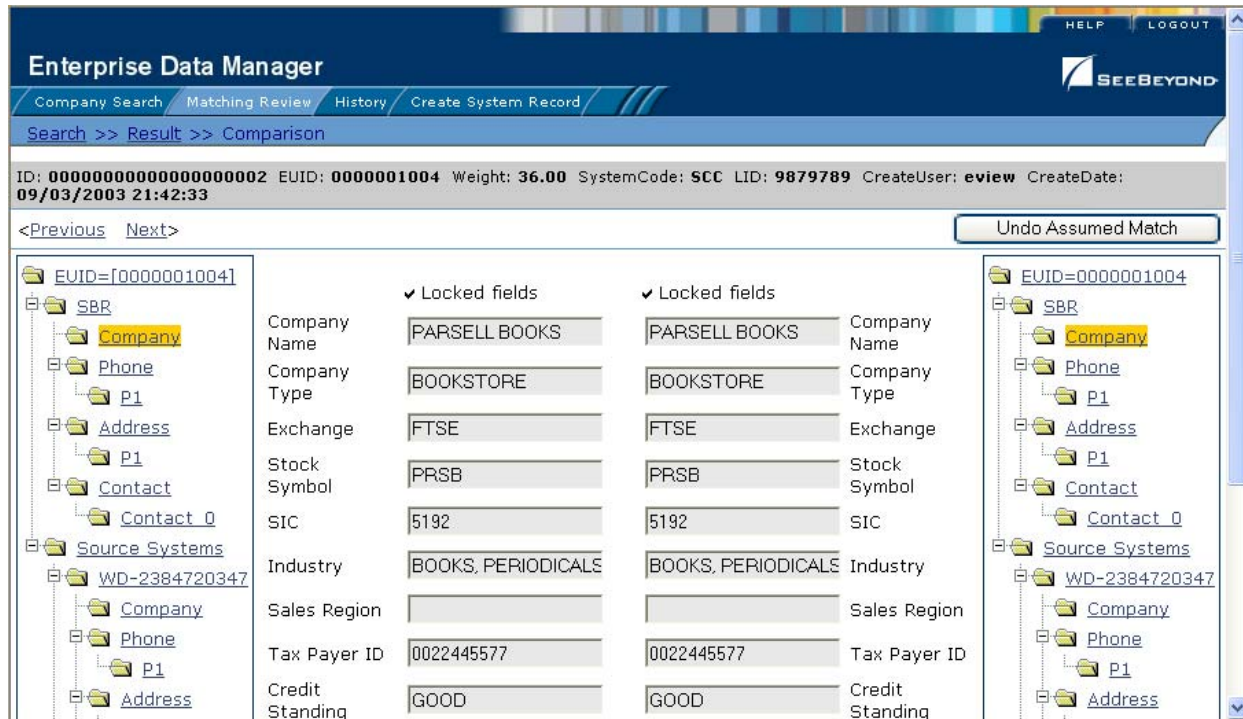 HELP LOGOUT
Enterprise Data Manager
SEEBEYOND
Company Search Matching Review History Create System Record
Search >> Result >> Comparison
ID: 00000000000000000002 EUID: 0000001004 Weight: 36.00 SystemCode: SCC LID: 9879789 CreateUser: eview CreateDate:
09/03/2003 21:42:33
<Previous Next>
Undo Assumed Match
EUID=[0000001004]
SBR
Company
Phone
P1
Address
P1
Contact
Contact_0
Source Systems
WD-2384720347
Company
Phone
P1
Address
Locked fields Locked fields
Company Name PARSELL BOOKS PARSELL BOOKS Company Name
Company Type BOOKSTORE BOOKSTORE Company Type
Exchange FTSE FTSE Exchange
Stock Symbol PRSB PRSB Stock Symbol
SIC 5192 5192 SIC
Industry BOOKS, PERIODICALS BOOKS, PERIODICALS Industry
Sales Region Sales Region
Tax Payer ID 0022445577 0022445577 Tax Payer ID
Credit Standing GOOD GOOD Credit Standing
EUID=0000001004
SBR
Company
Phone
P1
Address
P1
Contact
Contact_0
Source Systems
WD-2384720347
Company
Phone
P1
Address